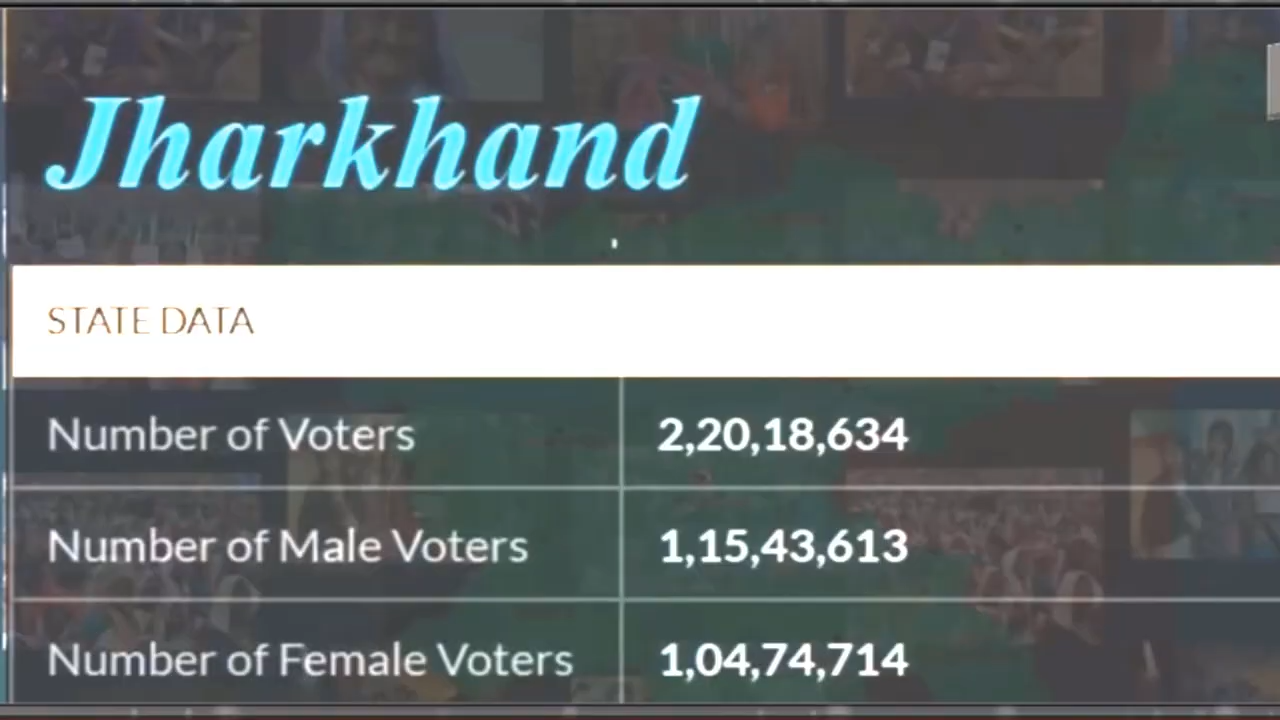 Jharkhand
STATE DATA
Number of Voters 2,20,18,634
Number of Male Voters 1,15,43,613
Number of Female Voters 1,04,74,714